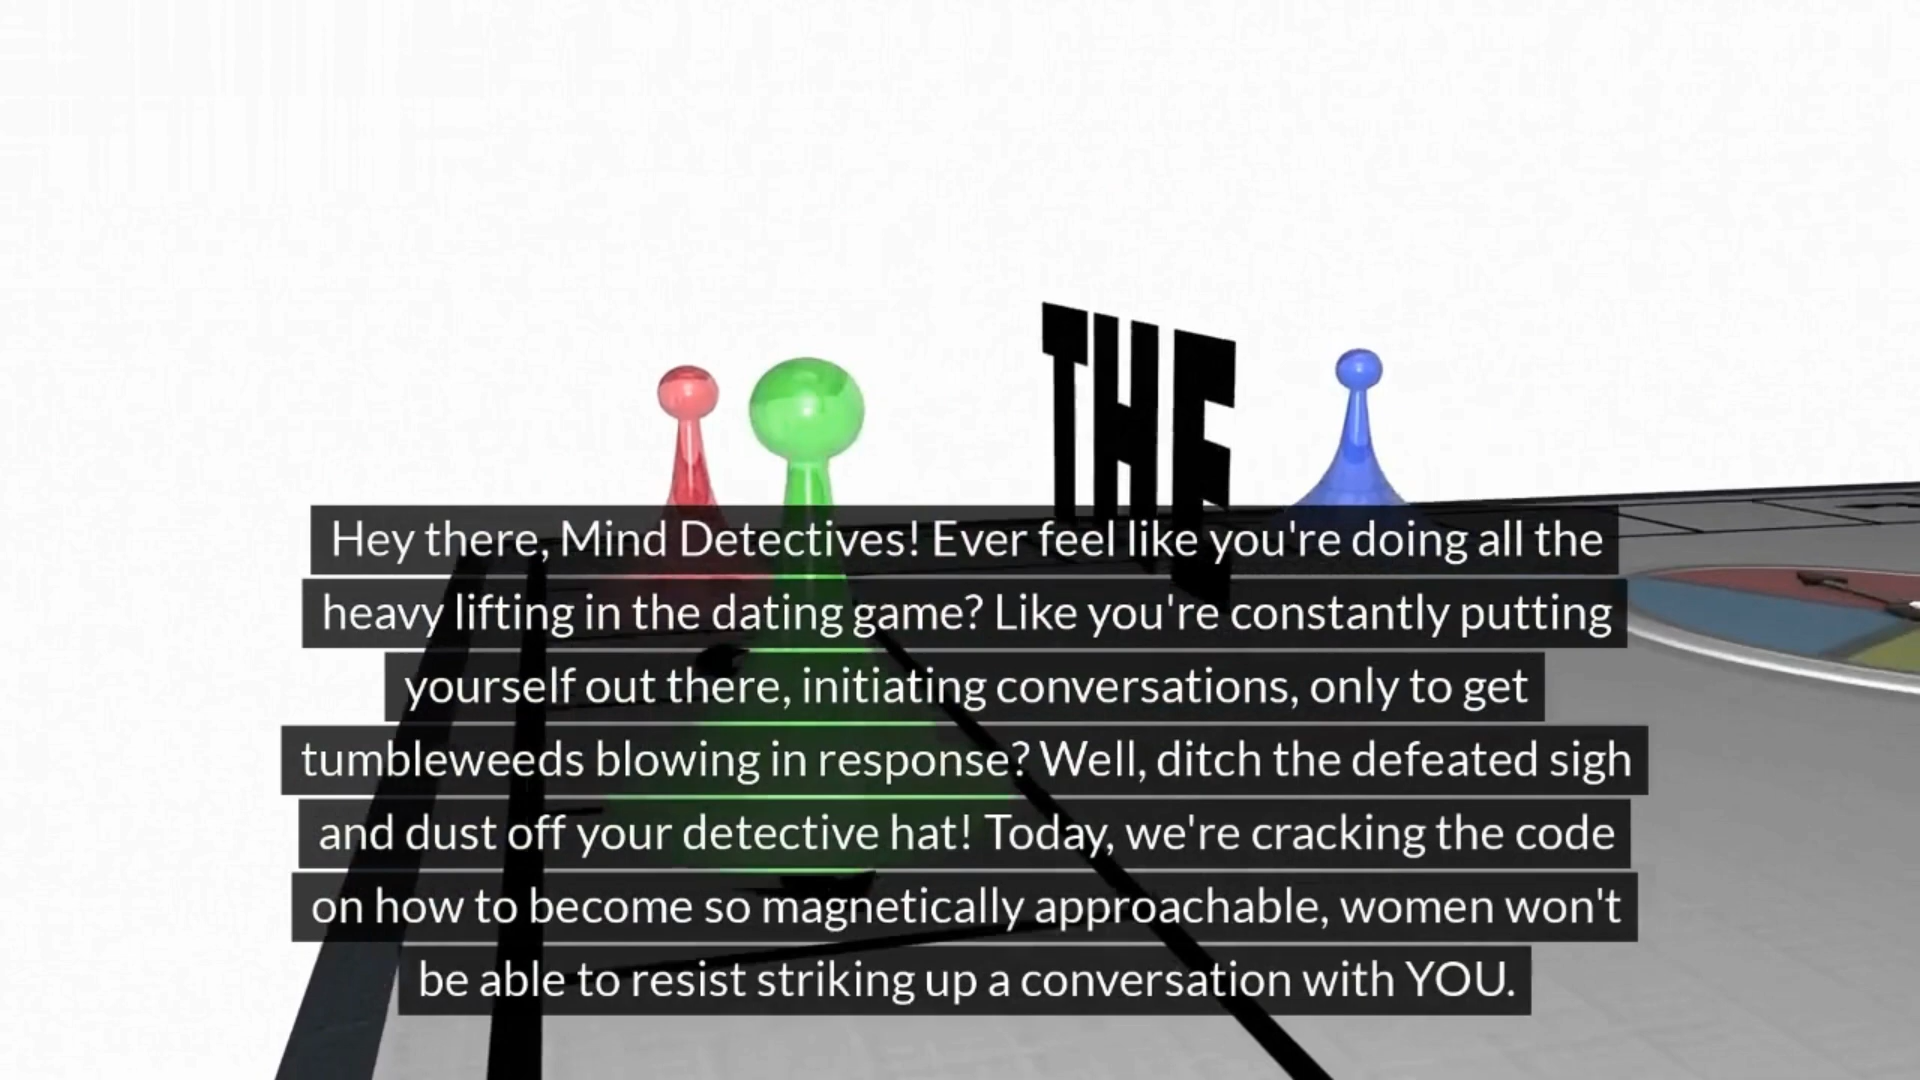 THE
Hey there, Mind Detectives! Ever feel like you're doing all the
heavy lifting in the dating game? Like you're constantly putting
yourself out there, initiating conversations, only to get
tumbleweeds blowing in response? Well, ditch the defeated sigh
and dust off your detective hat! Today, we're cracking the code
on how to become so magnetically approachable, women won't
be able to resist striking up a conversation with YOU.